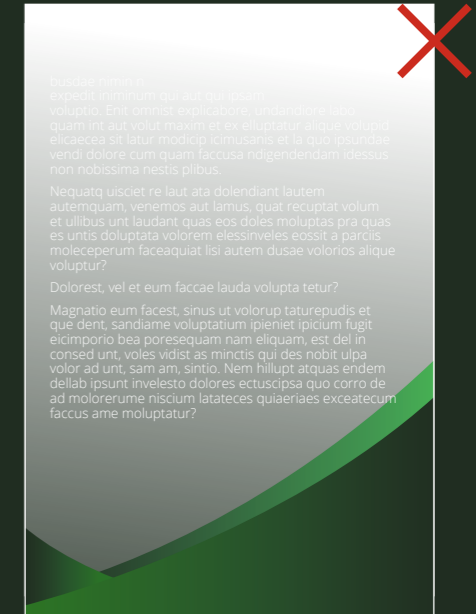 busdae nimin n
expedit iniminum qui aut qui ipsam
voluptio. Enit omnist explicabore, undandibre labo
quam int aut volut maxim et ex elluptatur alique volupid
elicaecea sit latur modicip icimusanis et la quo ipsundae
vendi dolore cum quam faccusa ndigendendam idessus
non nobissima nestis plibus.
Nequatq uisciet re laut ata dolendiant lautem
autemquam, venemos aut lamus, quat recuptat volum
et ullibus unt laudant quas eos doles moluptas pra quas
es untis doluptata volorem elessinveles eossit a parciis
moleceperum faceaquiat lisi autem dusae volorios alique
voluptur?
Dolorest, vel et eum faccae lauda volupta tetur?
Magnatio eum facest, sinus ut volorup taturepudis et
que dent, sandiame voluptatium ipieniet ipicium fugit
eicimporio bea poresequam nam eliquam, est del in
consed unt, voles vidist as minctis qui des nobit ulpa
volor ad unt, sam am, sintio. Nem hillupt atquas endem
dellab ipsunt invelesto dolores ectuscipsa quo corro de
ad molorerume niscium latateces quiaeriaes exceatecum
faccus ame moluptatur?